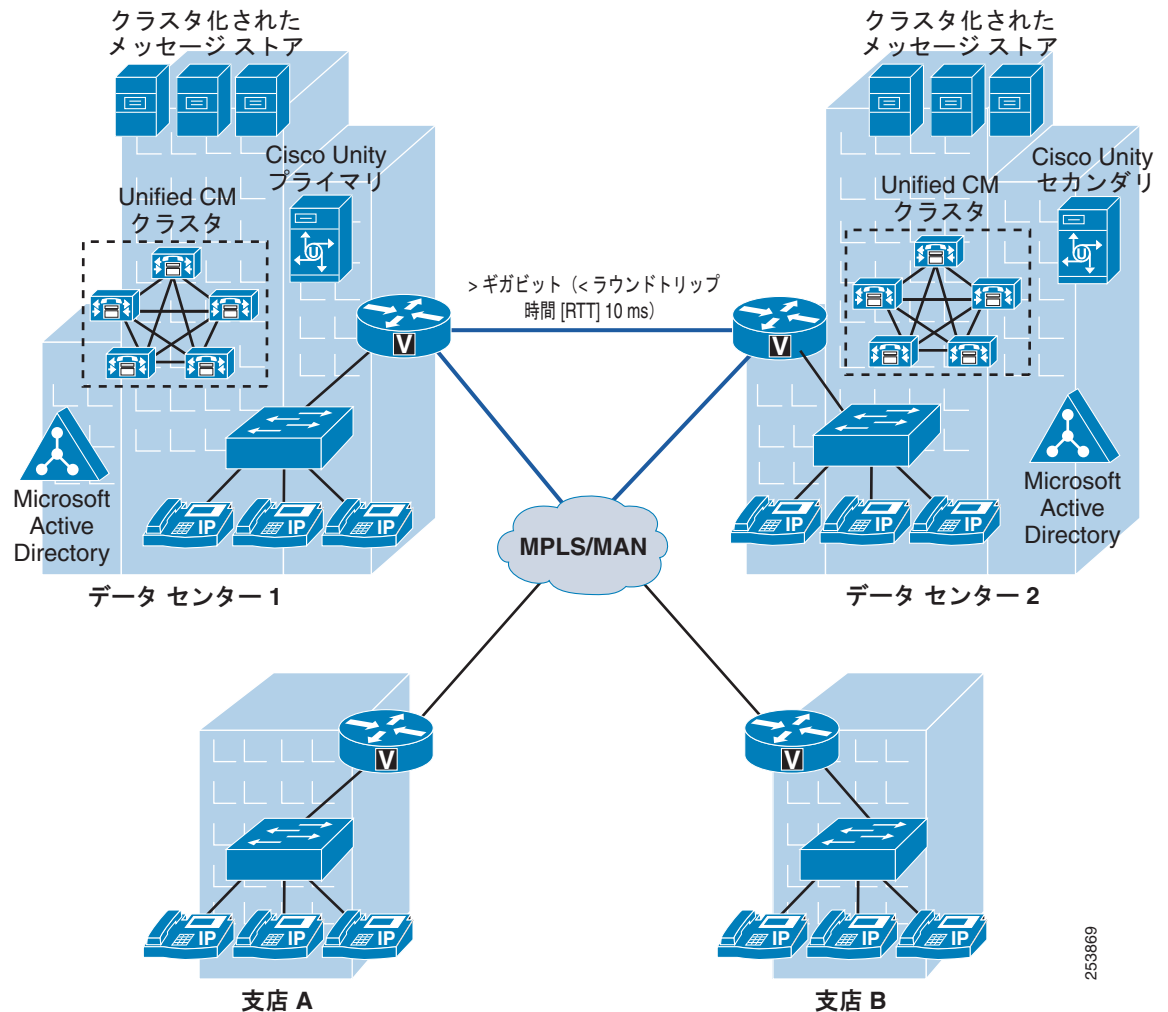 クラスタ化された
メッセージ ストア
クラスタ化された
メッセージ ストア
Cisco Unity
プライマリ
Unified CM
クラスタ
Cisco Unity
セカンダリ
Unified CM
クラスタ
U
U
> ギガビット（< ラウンドトリップ
時間 [RTT] 10 ms）
V
V
Microsoft
Active
Directory
IP
IP
IP
MPLS/MAN
IP
IP
IP
Microsoft
Active
Directory
データ センター 1
データ センター 2
V
V
IP
IP
IP
IP
IP
IP
253869
支店 A
支店 B